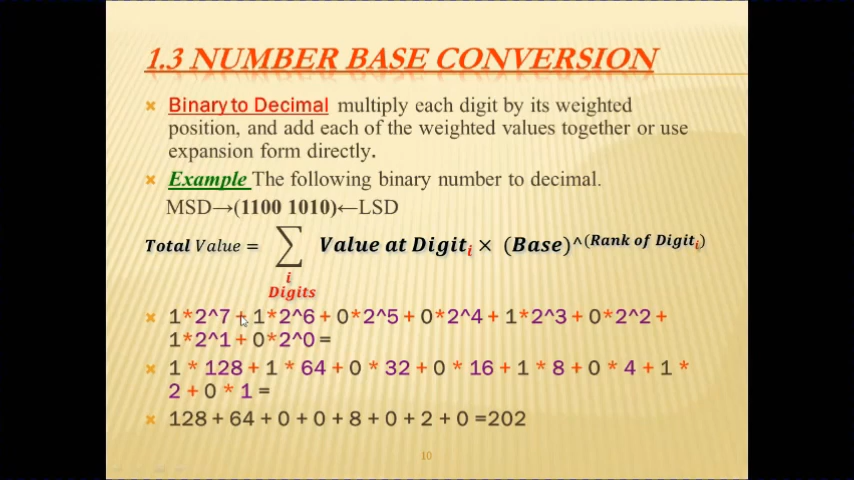 1.3 NUMBER BASE CONVERSION
Binary to Decimal multiply each digit by its weighted
position, and add each of the weighted values together or use
expansion form directly.
Example The following binary number to decimal.
MSD→(1100 1010)←LSD
Total Value = ∑ Value at Digit i × (Base)^(Rank of Digit i)
i
Digits
1*2^7 + 1*2^6 + 0*2^5 + 0*2^4 + 1*2^3 + 0*2^2 +
1*2^1 + 0*2^0 =
1 * 128 + 1 * 64 + 0 * 32 + 0 * 16 + 1 * 8 + 0 * 4 + 1 *
2 + 0 * 1 =
128 + 64 + 0 + 0 + 8 + 0 + 2 + 0 =202
10